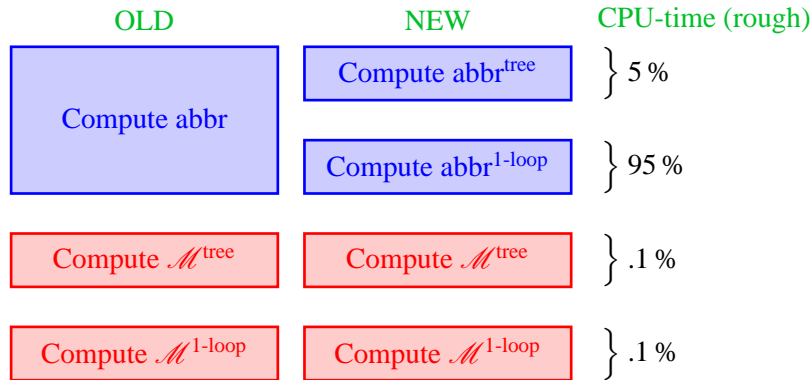 OLD NEW CPU-time (rough)
Compute abbr^tree } 5 %
Compute abbr
Compute abbr^1-loop } 95 %
Compute ℳ^tree Compute ℳ^tree } .1 %
Compute ℳ^1-loop Compute ℳ^1-loop } .1 %